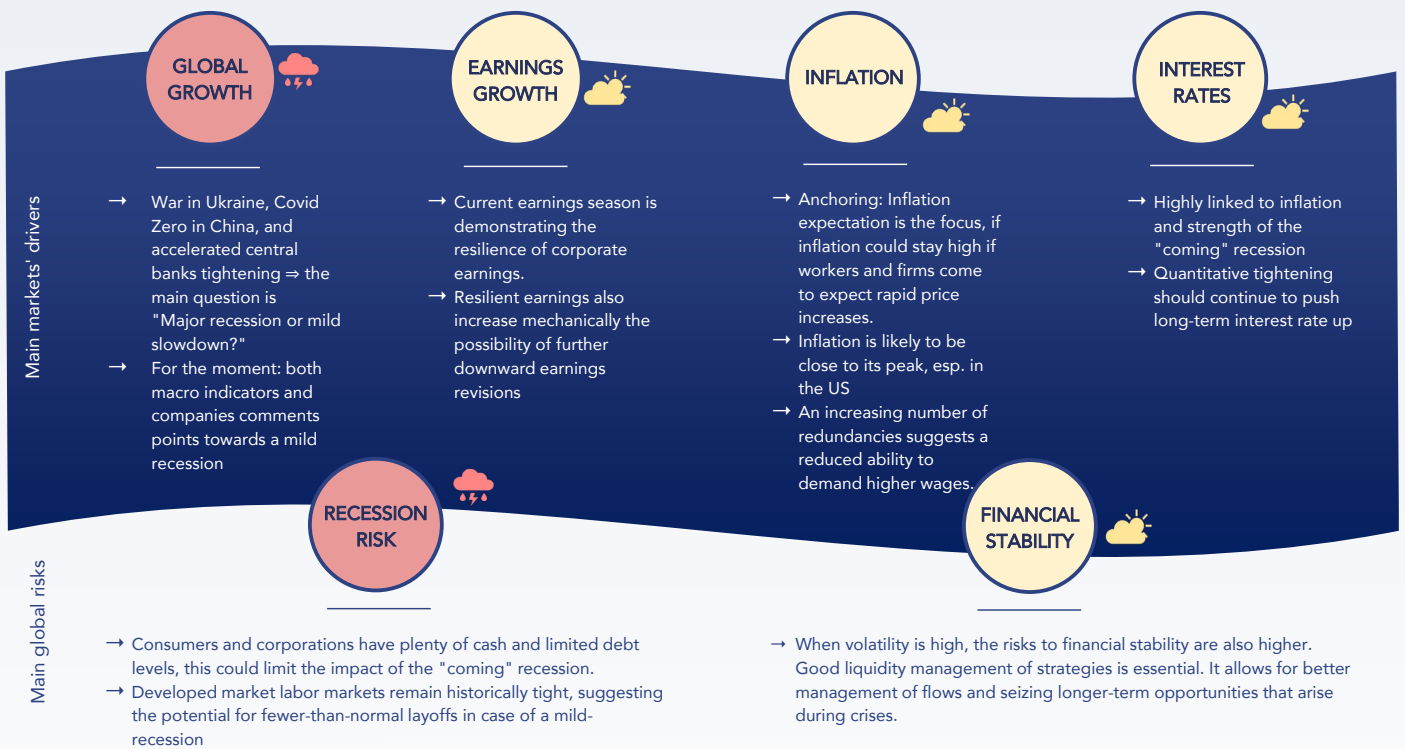 Main markets' drivers
GLOBAL
GROWTH
→ War in Ukraine, Covid
Zero in China, and
accelerated central
banks tightening ⇒ the
main question is
"Major recession or mild
slowdown?"
→ For the moment: both
macro indicators and
companies comments
points towards a mild
recession
EARNINGS
GROWTH
→ Current earnings season is
demonstrating the
resilience of corporate
earnings.
→ Resilient earnings also
increase mechanically the
possibility of further
downward earnings
revisions
INFLATION
→ Anchoring: Inflation
expectation is the focus, if
inflation could stay high if
workers and firms come
to expect rapid price
increases.
→ Inflation is likely to be
close to its peak, esp. in
the US
→ An increasing number of
redundancies suggests a
reduced ability to
demand higher wages.
INTEREST
RATES
→ Highly linked to inflation
and strength of the
"coming" recession
→ Quantitative tightening
should continue to push
long-term interest rate up
Main global risks
RECESSION
RISK
→ Consumers and corporations have plenty of cash and limited debt
levels, this could limit the impact of the "coming" recession.
→ Developed market labor markets remain historically tight, suggesting
the potential for fewer-than-normal layoffs in case of a mild-
recession
FINANCIAL
STABILITY
→ When volatility is high, the risks to financial stability are also higher.
Good liquidity management of strategies is essential. It allows for better
management of flows and seizing longer-term opportunities that arise
during crises.